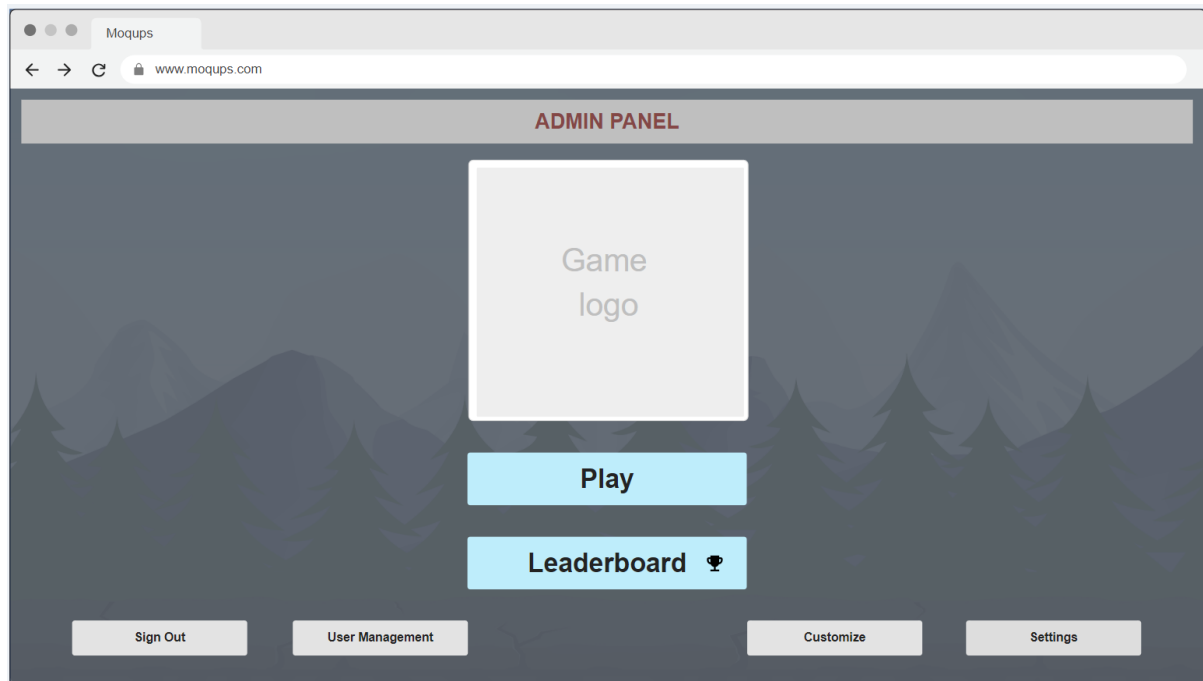 Moqups
www.moqups.com
ADMIN PANEL
Game
logo
Play
Leaderboard
Sign Out
User Management
Customize
Settings